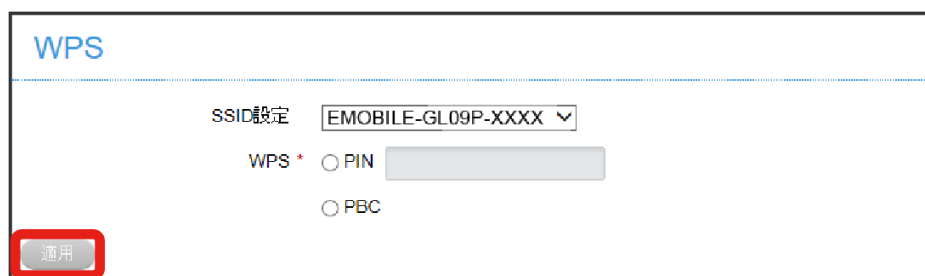 WPS
SSID設定 EMOBILE-GL09P-XXXX
WPS * PIN
PBC
適用